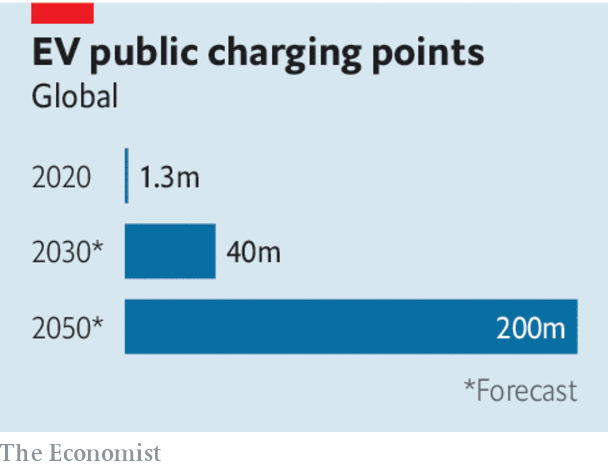 EV public charging points
Global
2020 1.3m
2030* 40m
2050* 200m
*Forecast
The Economist